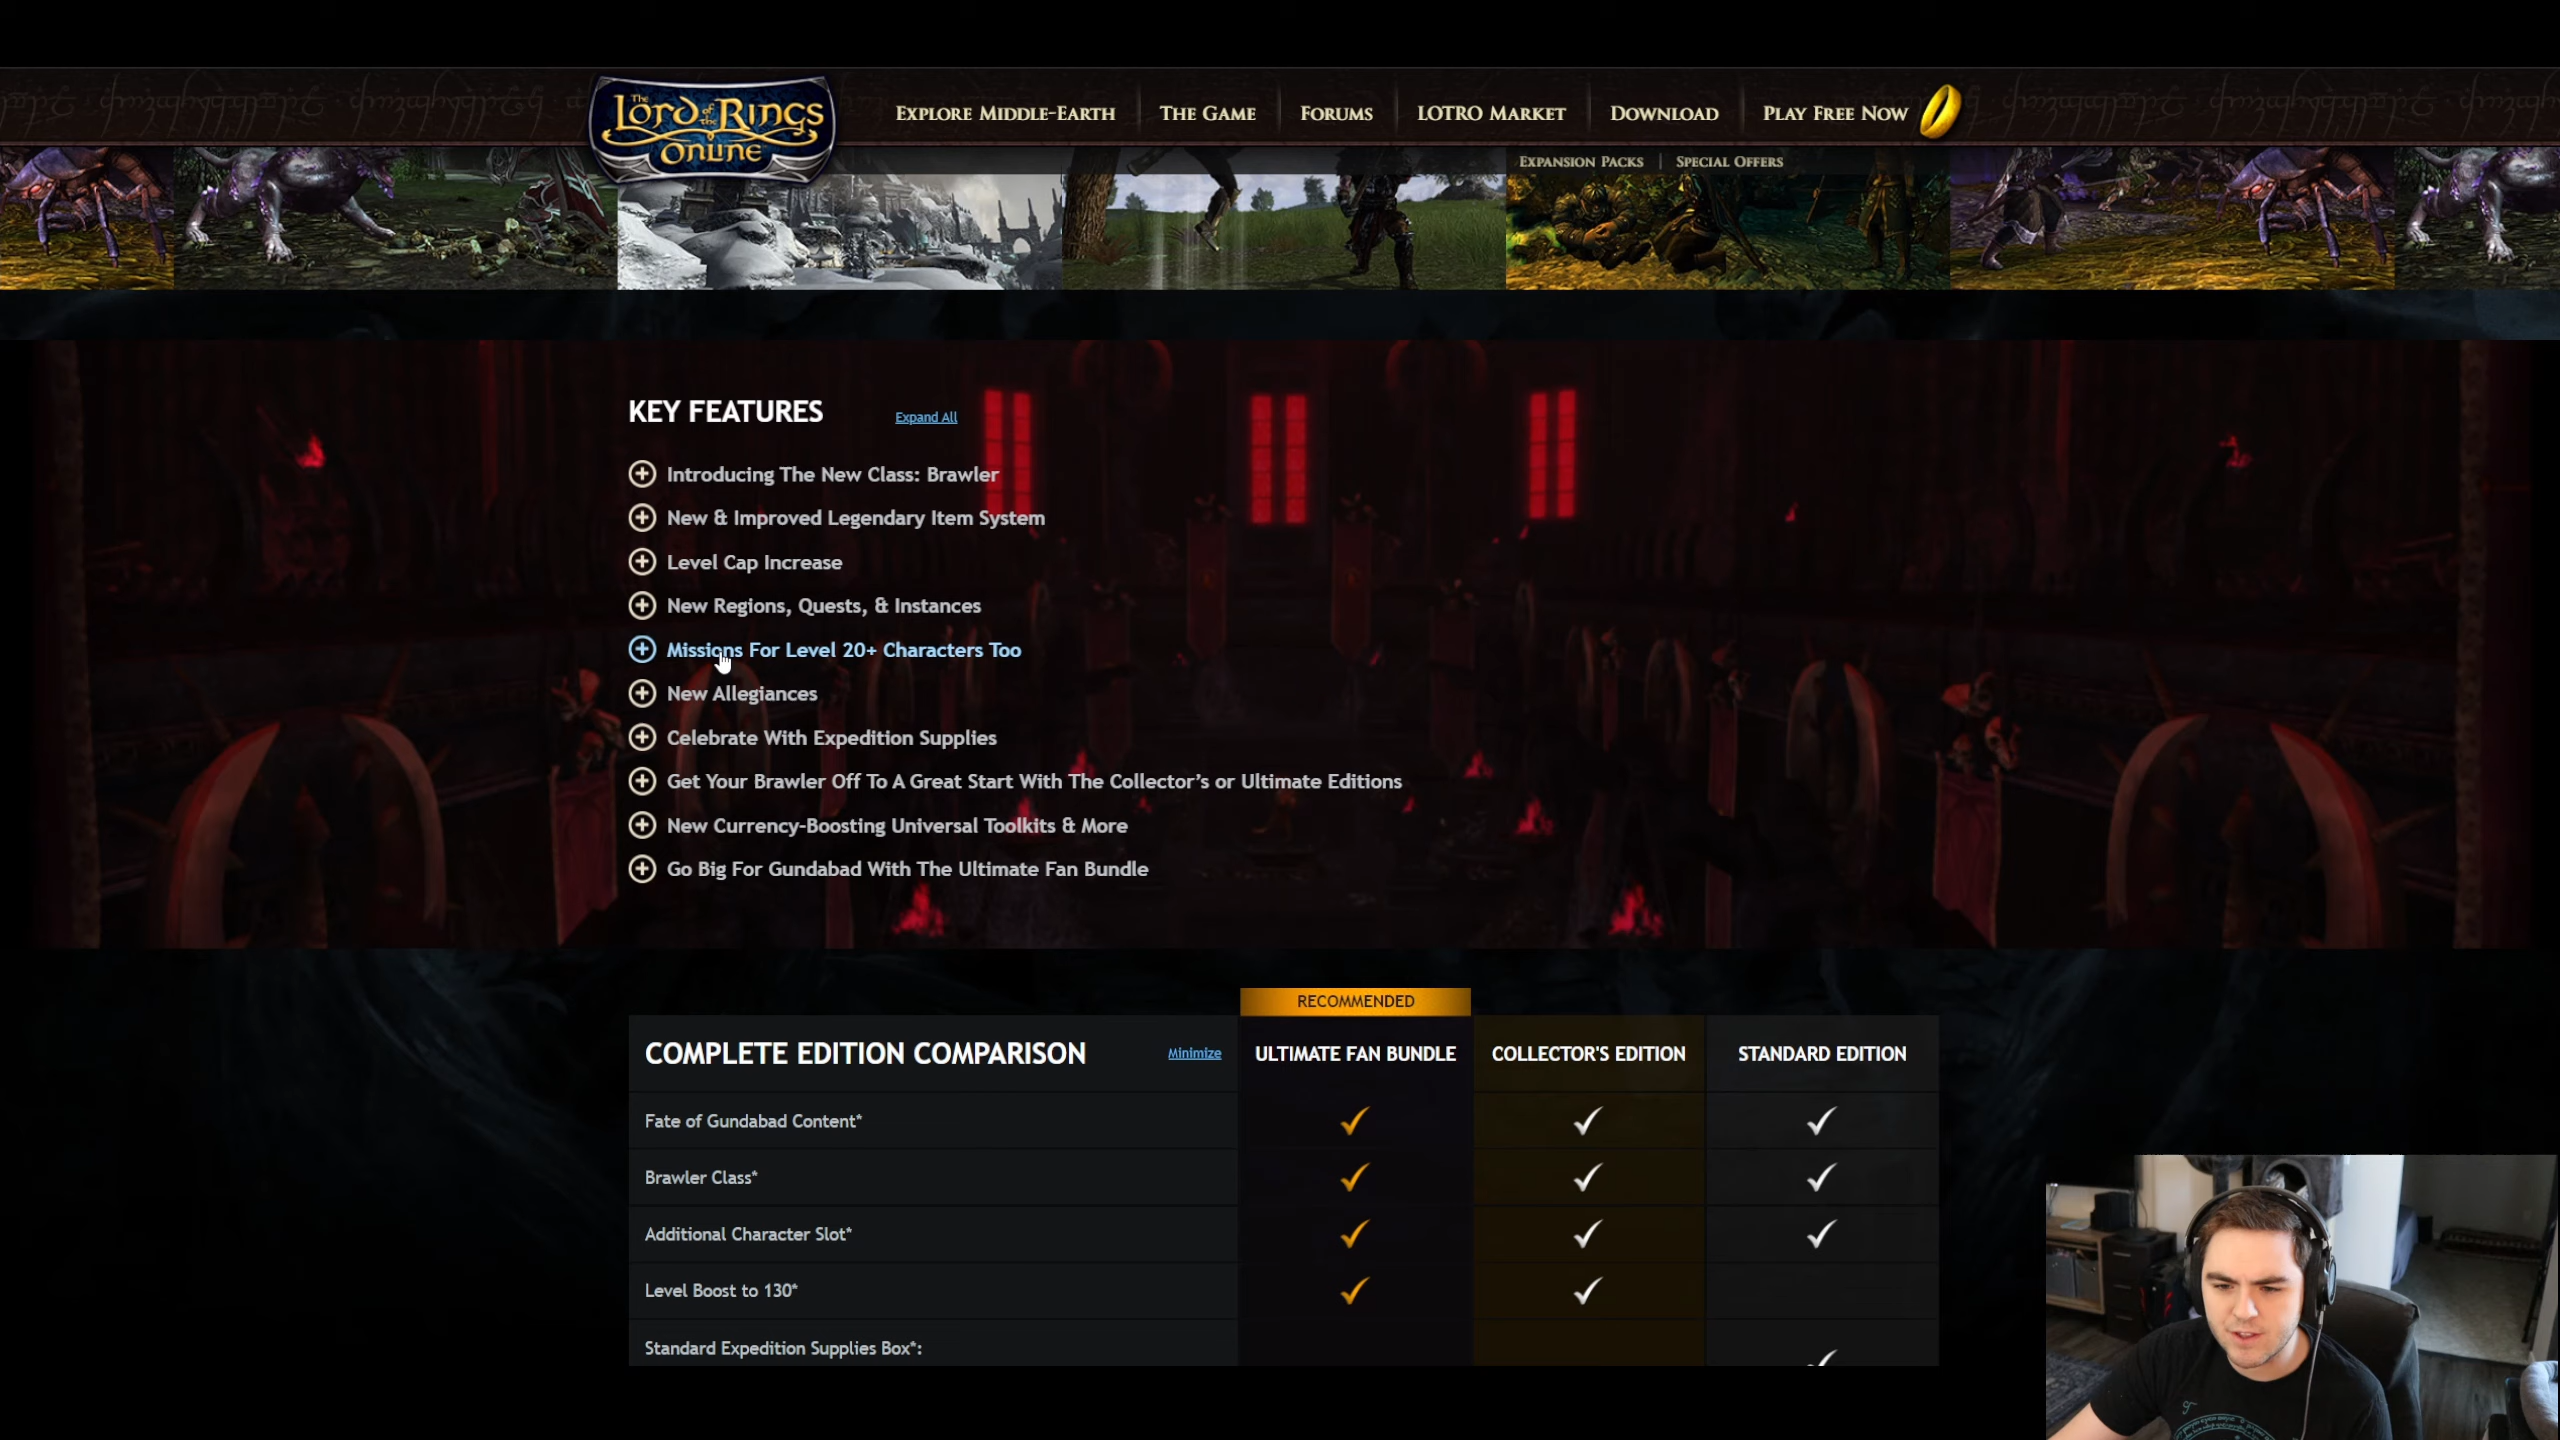 The Lord of the Rings Online
Explore Middle-Earth
The Game
Forums
LOTRO Market
Download
Play Free Now
Expansion Packs | Special Offers
KEY FEATURES
Expand All
Introducing The New Class: Brawler
New & Improved Legendary Item System
Level Cap Increase
New Regions, Quests, & Instances
Missions For Level 20+ Characters Too
New Allegiances
Celebrate With Expedition Supplies
Get Your Brawler Off To A Great Start With The Collector's or Ultimate Editions
New Currency-Boosting Universal Toolkits & More
Go Big For Gundabad With The Ultimate Fan Bundle
RECOMMENDED
COMPLETE EDITION COMPARISON
Minimize
ULTIMATE FAN BUNDLE
COLLECTOR'S EDITION
STANDARD EDITION
Fate of Gundabad Content*
Brawler Class*
Additional Character Slot*
Level Boost to 130*
Standard Expedition Supplies Box*: